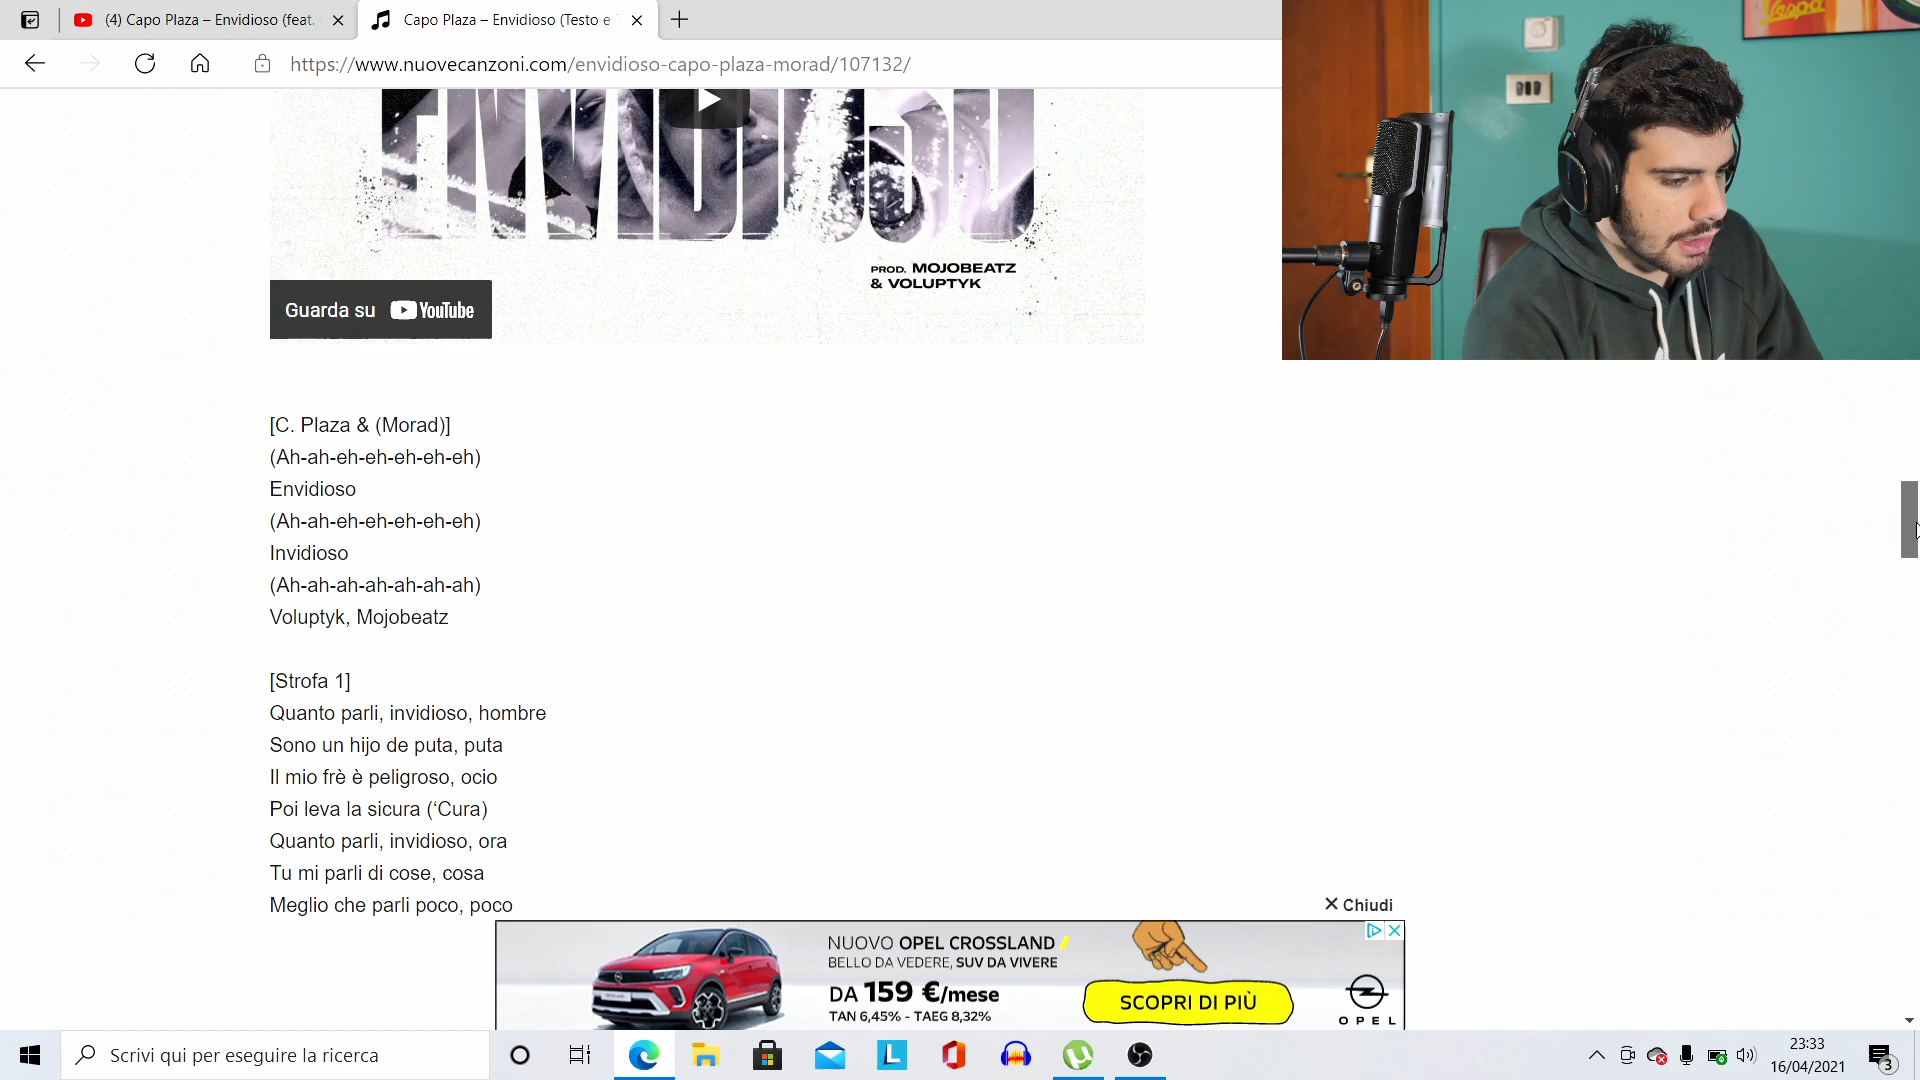 (4) Capo Plaza – Envidioso (feat.
Capo Plaza – Envidioso (Testo e
https://www.nuovecanzoni.com/envidioso-capo-plaza-morad/107132/
Vespa
ENVIDIOSO
PROD. MOJOBEATZ
& VOLUPTYK
Guarda su YouTube
[C. Plaza & (Morad)]
(Ah-ah-eh-eh-eh-eh-eh)
Envidioso
(Ah-ah-eh-eh-eh-eh-eh)
Invidioso
(Ah-ah-ah-ah-ah-ah-ah)
Voluptyk, Mojobeatz
[Strofa 1]
Quanto parli, invidioso, hombre
Sono un hijo de puta, puta
Il mio frè è peligroso, ocio
Poi leva la sicura (‘Cura)
Quanto parli, invidioso, ora
Tu mi parli di cose, cosa
Meglio che parli poco, poco
Chiudi
NUOVO OPEL CROSSLAND
BELLO DA VEDERE, SUV DA VIVERE
DA 159 €/mese
TAN 6,45% - TAEG 8,32%
SCOPRI DI PIÙ
OPEL
Scrivi qui per eseguire la ricerca
L
23:33
16/04/2021
3